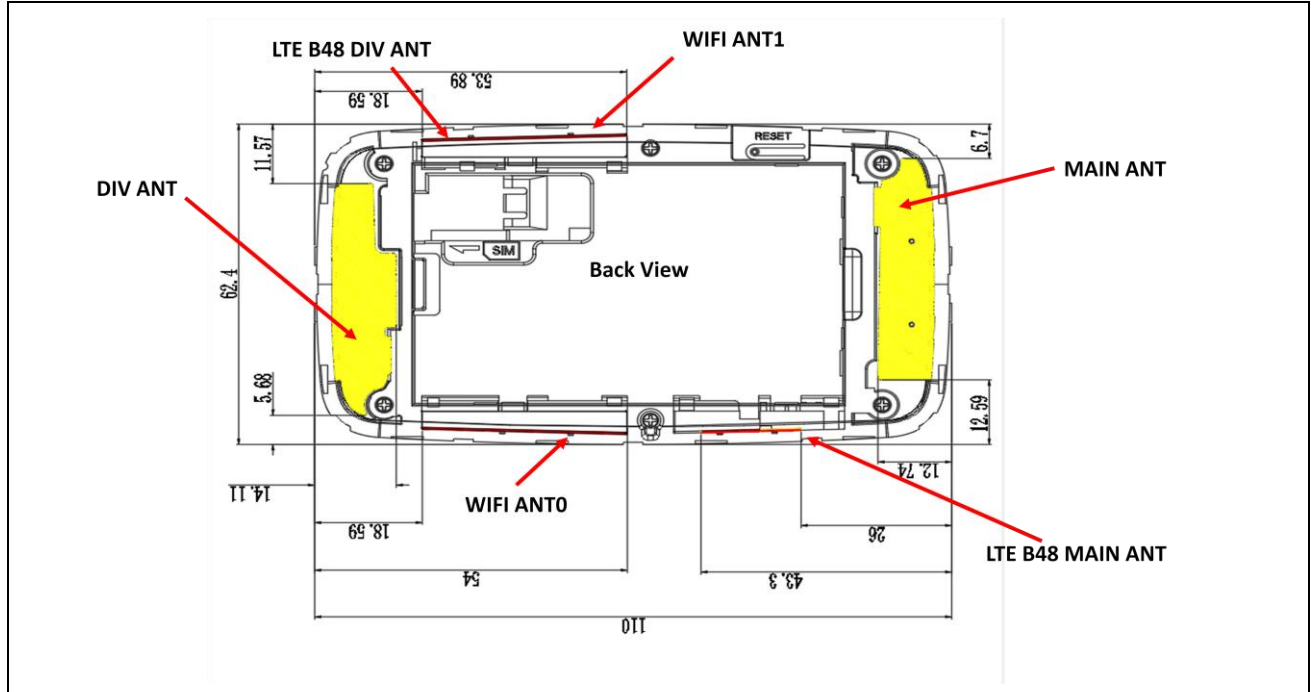 LTE B48 DIV ANT
WIFI ANT1
53.89
18.59
11.57
RESET
6.7
DIV ANT
MAIN ANT
SIM
Back View
62.4
5.68
12.59
12.74
14.11
WIFI ANT0
18.59
26
LTE B48 MAIN ANT
54
43.3
110